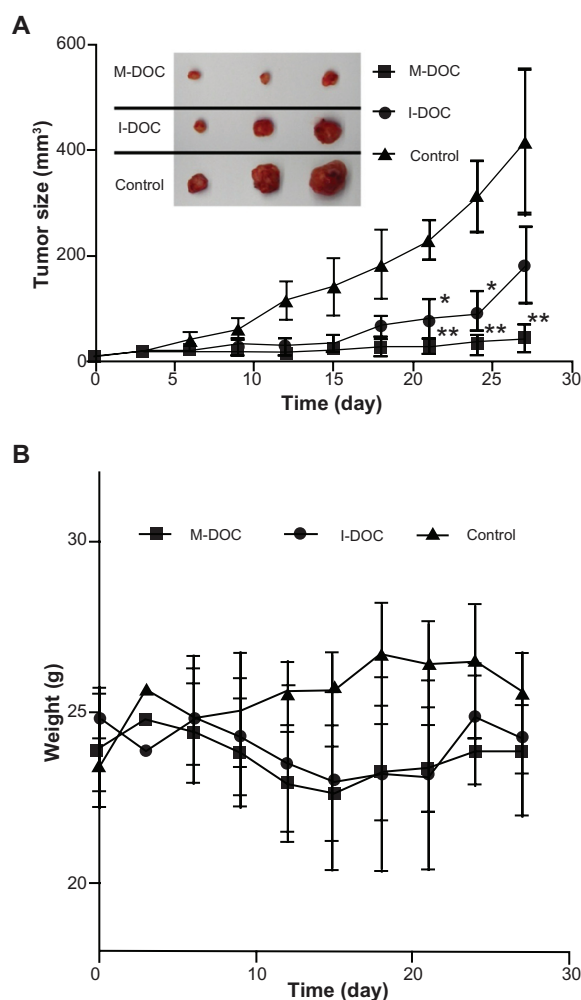 A
600
400
200
0
Tumor size (mm³)
M-DOC
I-DOC
Control
M-DOC
I-DOC
Control
*
*
**
**
**
0
5
10
15
20
25
30
Time (day)
B
M-DOC
I-DOC
Control
30
25
20
Weight (g)
0
10
20
30
Time (day)